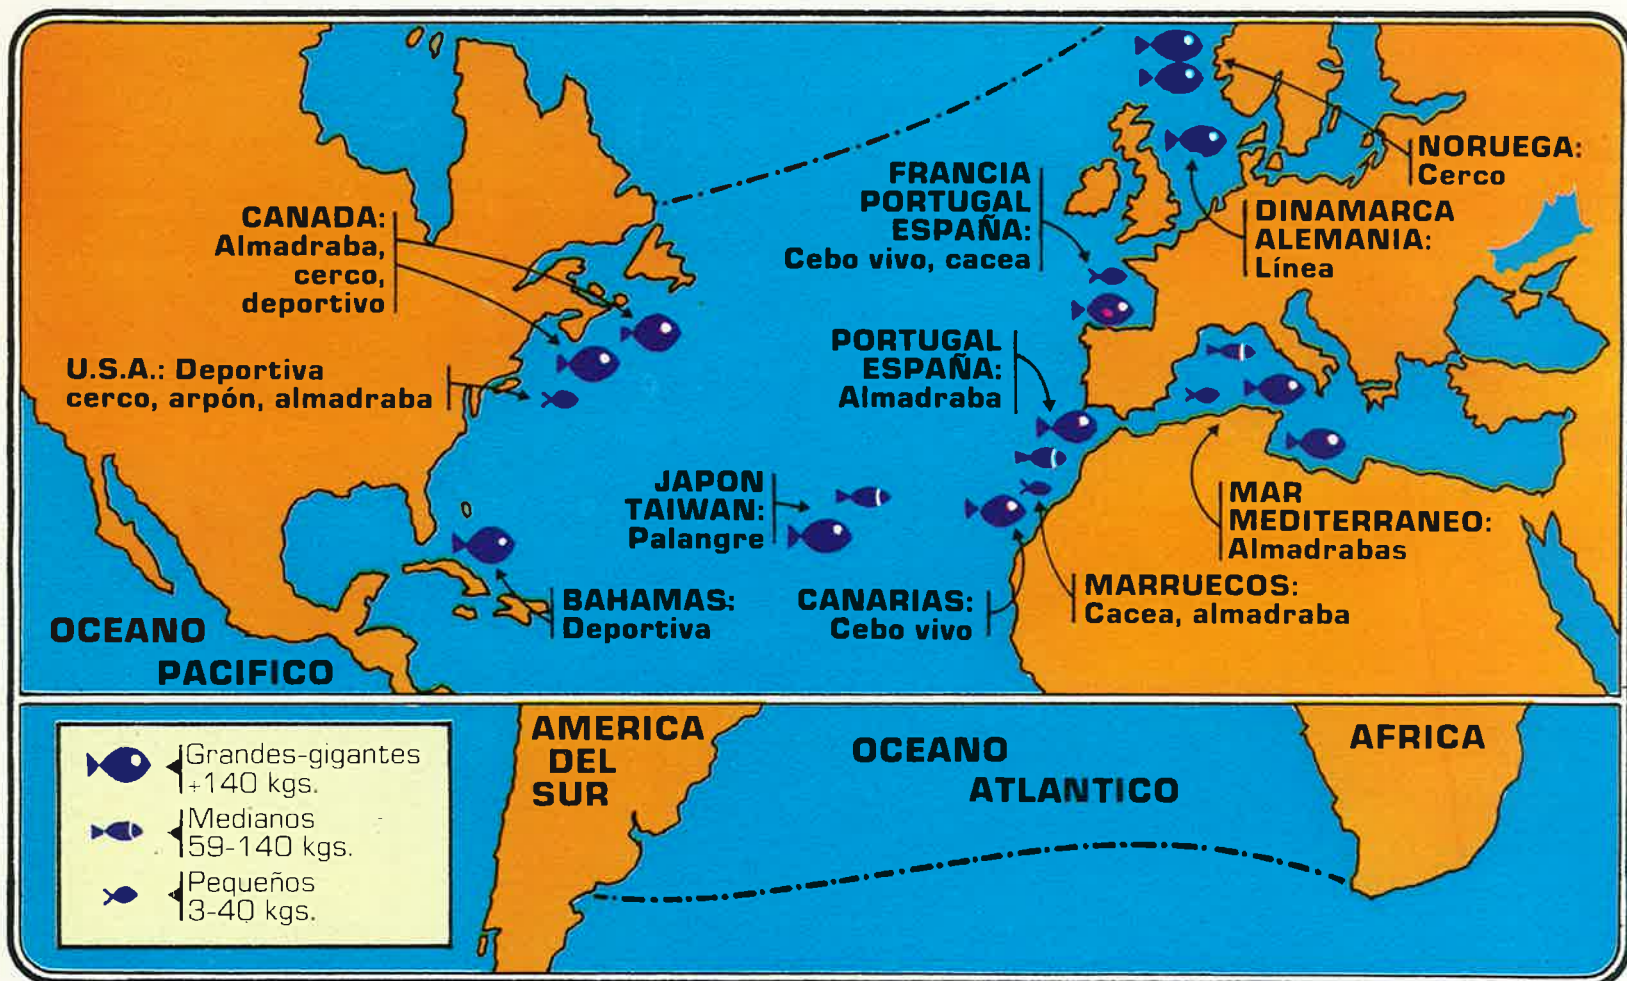 NORUEGA:
Cerco
FRANCIA
PORTUGAL
ESPAÑA:
Cebo vivo, cacea
DINAMARCA
ALEMANIA:
Línea
CANADA:
Almadraba,
cerco,
deportivo
PORTUGAL
ESPAÑA:
Almadraba
U.S.A.: Deportiva
cerco, arpón, almadraba
JAPON
TAIWAN:
Palangre
MAR
MEDITERRANEO:
Almadrabas
BAHAMAS:
Deportiva
CANARIAS:
Cebo vivo
MARRUECOS:
Cacea, almadraba
OCEANO
PACIFICO
Grandes-gigantes
+140 kgs.
Medianos
59-140 kgs.
Pequeños
3-40 kgs.
AMERICA
DEL
SUR
OCEANO
ATLANTICO
AFRICA